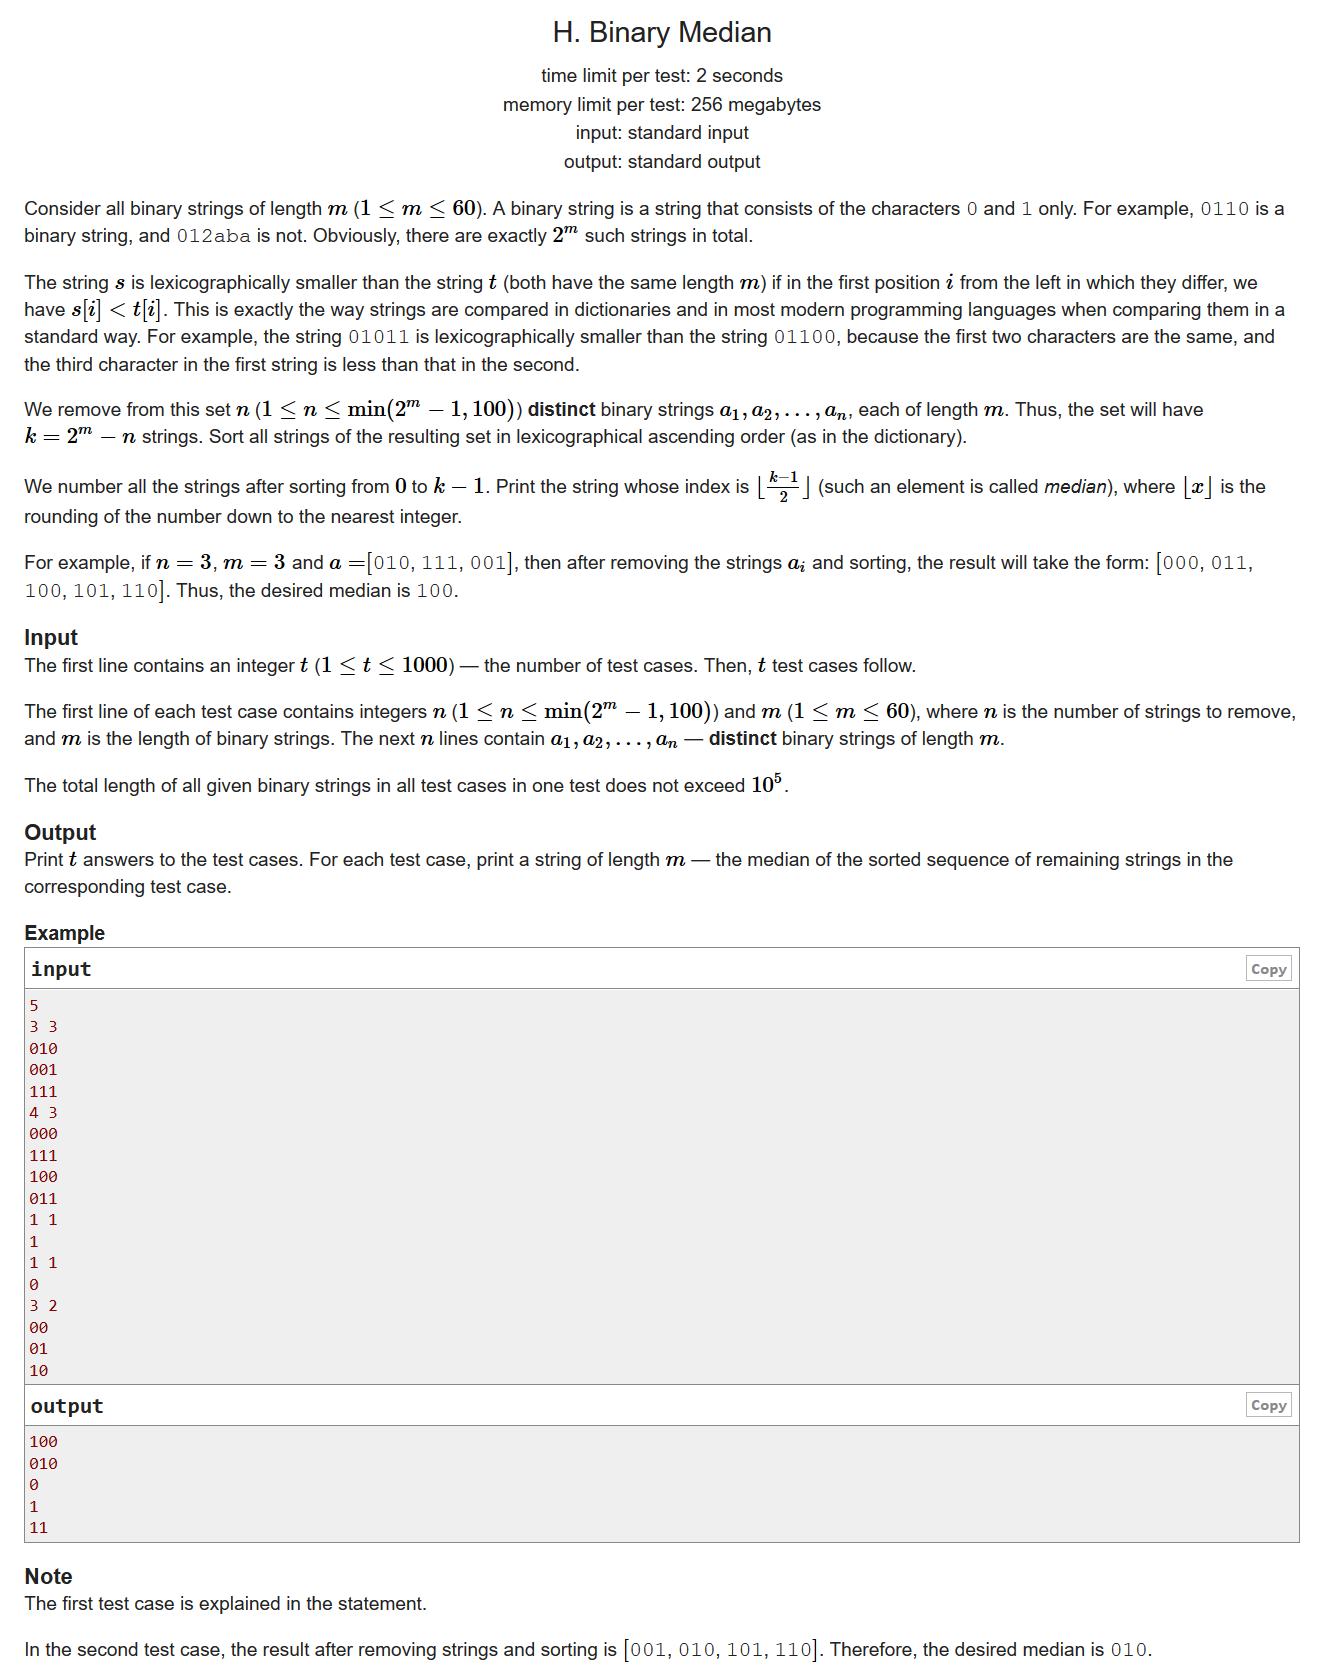 H. Binary Median
time limit per test: 2 seconds
memory limit per test: 256 megabytes
input: standard input
output: standard output
Consider all binary strings of length m (1 ≤ m ≤ 60). A binary string is a string that consists of the characters 0 and 1 only. For example, 0110 is a
binary string, and 012aba is not. Obviously, there are exactly 2^m such strings in total.
The string s is lexicographically smaller than the string t (both have the same length m) if in the first position i from the left in which they differ, we
have s[i] < t[i]. This is exactly the way strings are compared in dictionaries and in most modern programming languages when comparing them in a
standard way. For example, the string 01011 is lexicographically smaller than the string 01100, because the first two characters are the same, and
the third character in the first string is less than that in the second.
We remove from this set n (1 ≤ n ≤ min(2^m − 1, 100)) distinct binary strings a_1, a_2, . . . , a_n, each of length m. Thus, the set will have
k = 2^m − n strings. Sort all strings of the resulting set in lexicographical ascending order (as in the dictionary).
We number all the strings after sorting from 0 to k − 1. Print the string whose index is ⌊(k−1)/2⌋ (such an element is called median), where ⌊x⌋ is the
rounding of the number down to the nearest integer.
For example, if n = 3, m = 3 and a =[010, 111, 001], then after removing the strings a_i and sorting, the result will take the form: [000, 011,
100, 101, 110]. Thus, the desired median is 100.
Input
The first line contains an integer t (1 ≤ t ≤ 1000) — the number of test cases. Then, t test cases follow.
The first line of each test case contains integers n (1 ≤ n ≤ min(2^m − 1, 100)) and m (1 ≤ m ≤ 60), where n is the number of strings to remove,
and m is the length of binary strings. The next n lines contain a_1, a_2, . . . , a_n — distinct binary strings of length m.
The total length of all given binary strings in all test cases in one test does not exceed 10^5.
Output
Print t answers to the test cases. For each test case, print a string of length m — the median of the sorted sequence of remaining strings in the
corresponding test case.
Example
input Copy
5
3 3
010
001
111
4 3
000
111
100
011
1 1
1
1 1
0
3 2
00
01
10
output Copy
100
010
0
1
11
Note
The first test case is explained in the statement.
In the second test case, the result after removing strings and sorting is [001, 010, 101, 110]. Therefore, the desired median is 010.